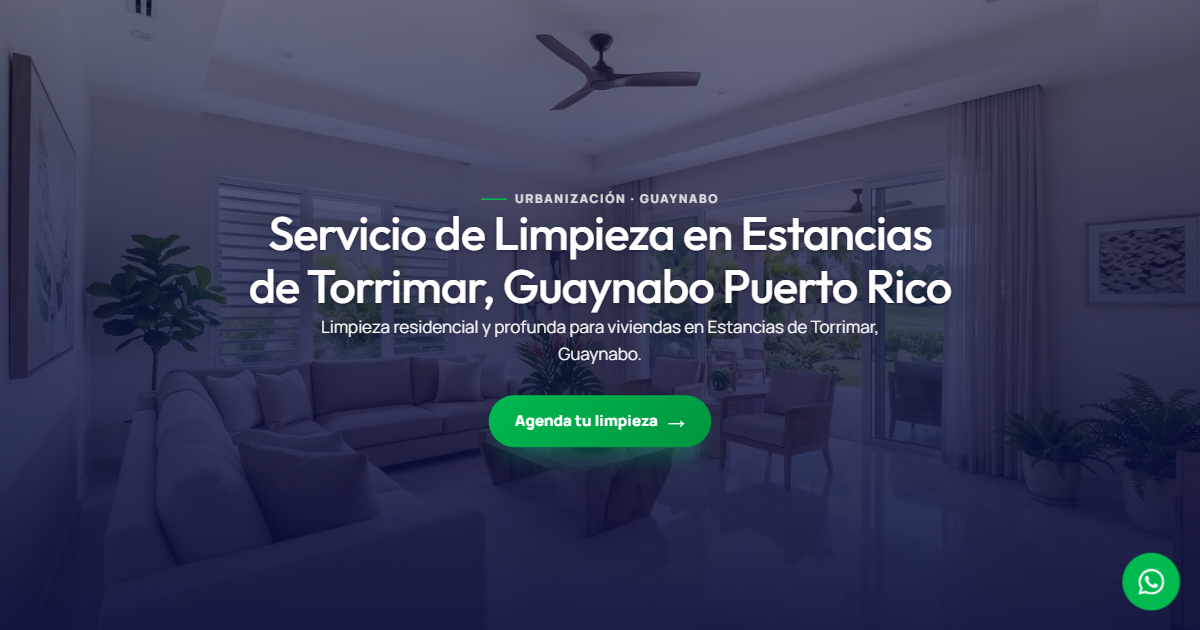 URBANIZACIÓN · GUAYNABO
Servicio de Limpieza en Estancias
de Torrimar, Guaynabo Puerto Rico
Limpieza residencial y profunda para viviendas en Estancias de Torrimar,
Guaynabo.
Agenda tu limpieza →